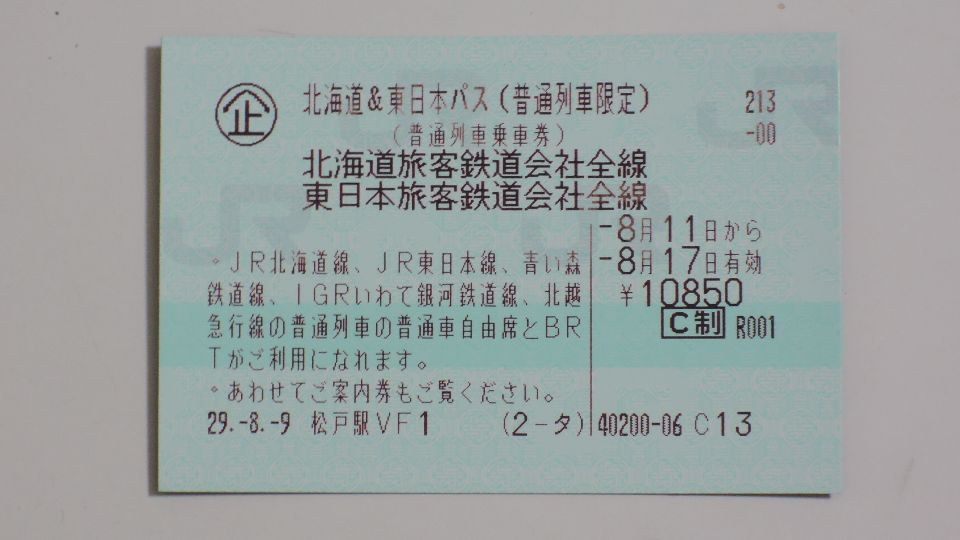 企 北海道&東日本パス(普通列車限定) 213
(普通列車乗車券) -00
北海道旅客鉄道会社全線
東日本旅客鉄道会社全線
-8月11日から
-8月17日有効
¥10850
C制 R001
・JR北海道線、JR東日本線、青い森
鉄道線、IGRいわて銀河鉄道線、北越
急行線の普通列車の普通車自由席とBR
Tがご利用になれます。
・あわせてご案内券もご覧ください。
29.-8.-9 松戸駅VF1 (2-タ) 40200-06 C13